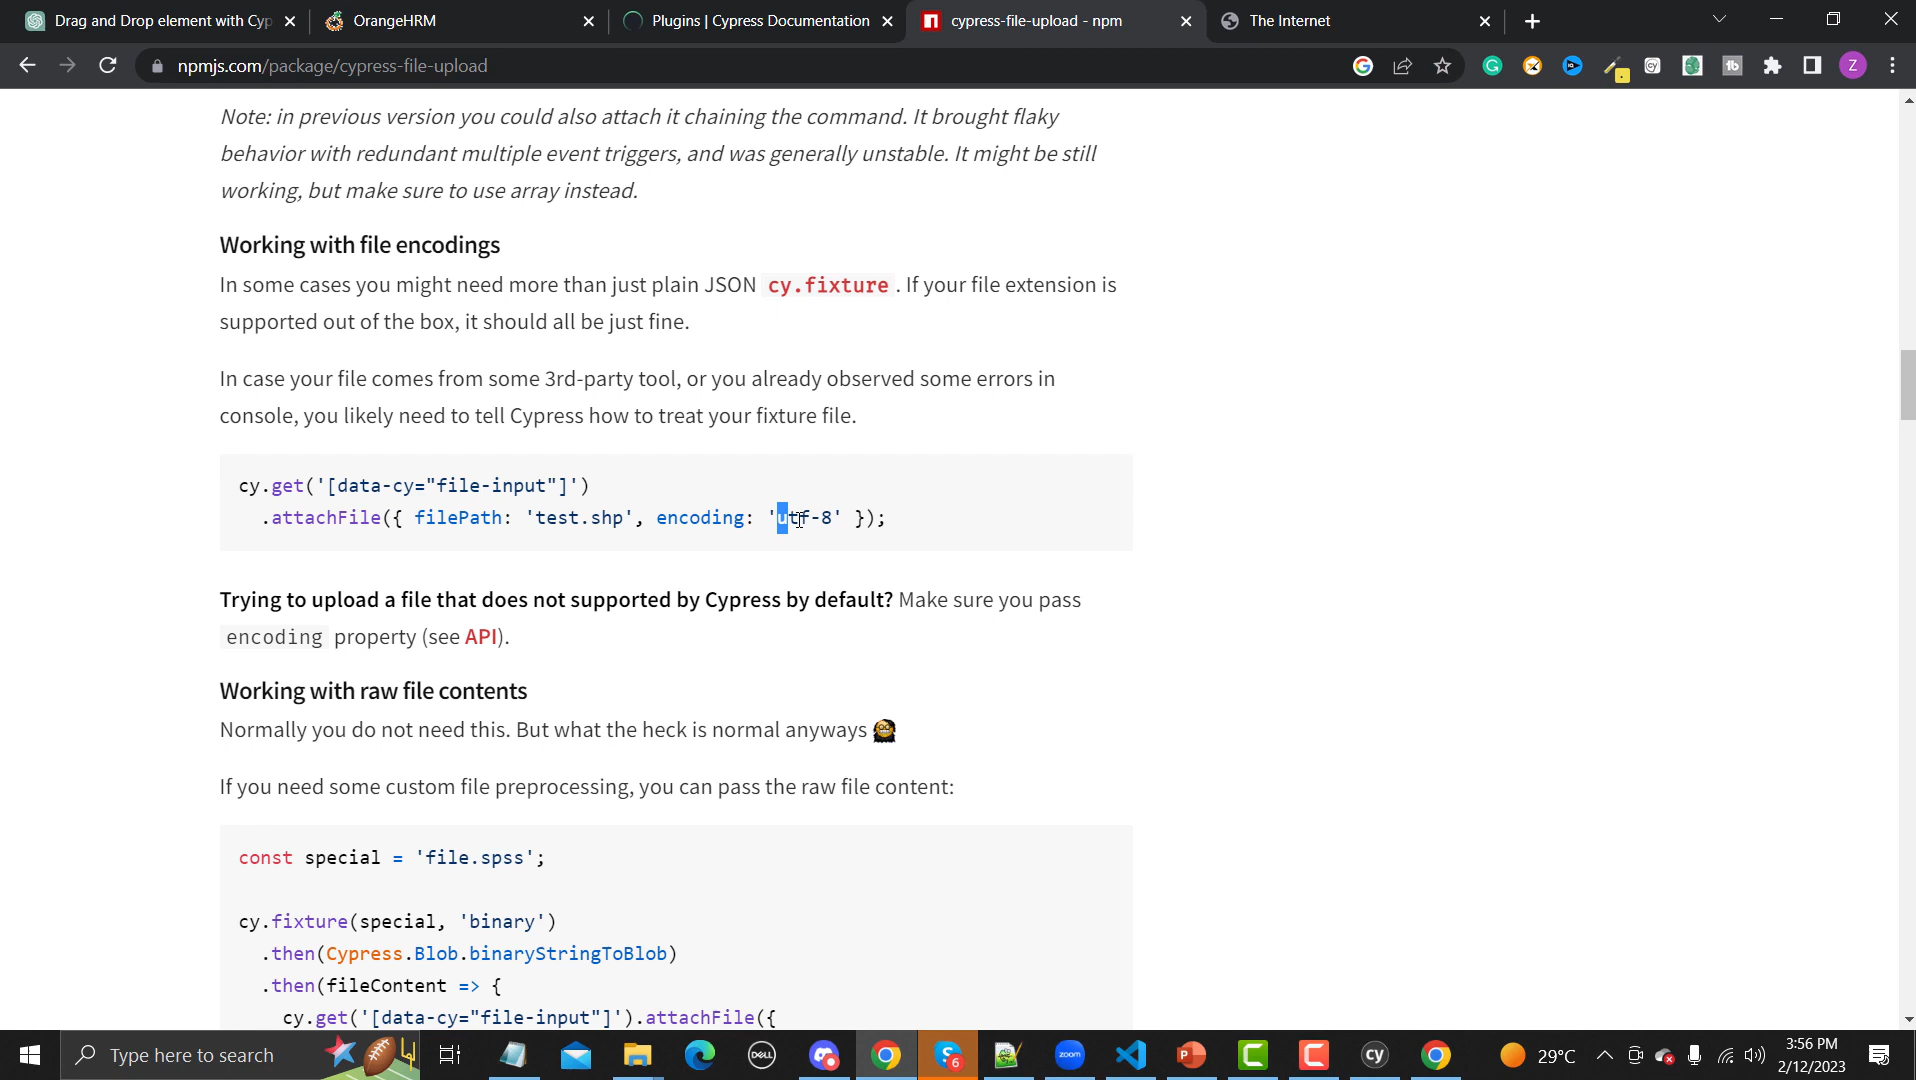 Drag and Drop element with Cyp
OrangeHRM
Plugins | Cypress Documentation
cypress-file-upload - npm
The Internet
npmjs.com/package/cypress-file-upload
Note: in previous version you could also attach it chaining the command. It brought flaky
behavior with redundant multiple event triggers, and was generally unstable. It might be still
working, but make sure to use array instead.
Working with file encodings
In some cases you might need more than just plain JSON cy.fixture . If your file extension is
supported out of the box, it should all be just fine.
In case your file comes from some 3rd-party tool, or you already observed some errors in
console, you likely need to tell Cypress how to treat your fixture file.
cy.get('[data-cy="file-input"]')
.attachFile({ filePath: 'test.shp', encoding: 'utf-8' });
Trying to upload a file that does not supported by Cypress by default? Make sure you pass
encoding property (see API).
Working with raw file contents
Normally you do not need this. But what the heck is normal anyways
If you need some custom file preprocessing, you can pass the raw file content:
const special = 'file.spss';
cy.fixture(special, 'binary')
.then(Cypress.Blob.binaryStringToBlob)
.then(fileContent => {
cy.get('[data-cy="file-input"]').attachFile({
Type here to search
DELL
6
zoom
cy
29°C
3:56 PM
2/12/2023